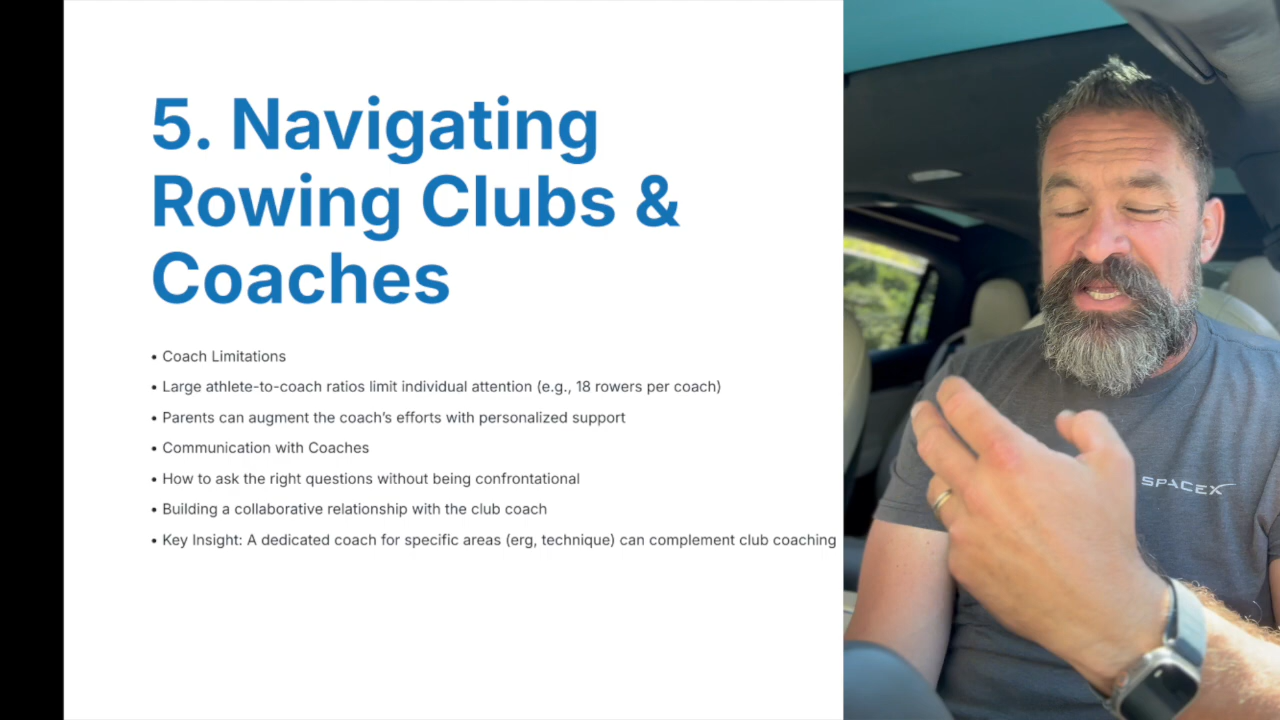 5. Navigating
Rowing Clubs &
Coaches
• Coach Limitations
• Large athlete-to-coach ratios limit individual attention (e.g., 18 rowers per coach)
• Parents can augment the coach’s efforts with personalized support
• Communication with Coaches
• How to ask the right questions without being confrontational
• Building a collaborative relationship with the club coach
• Key Insight: A dedicated coach for specific areas (erg, technique) can complement club coaching
SPACEX